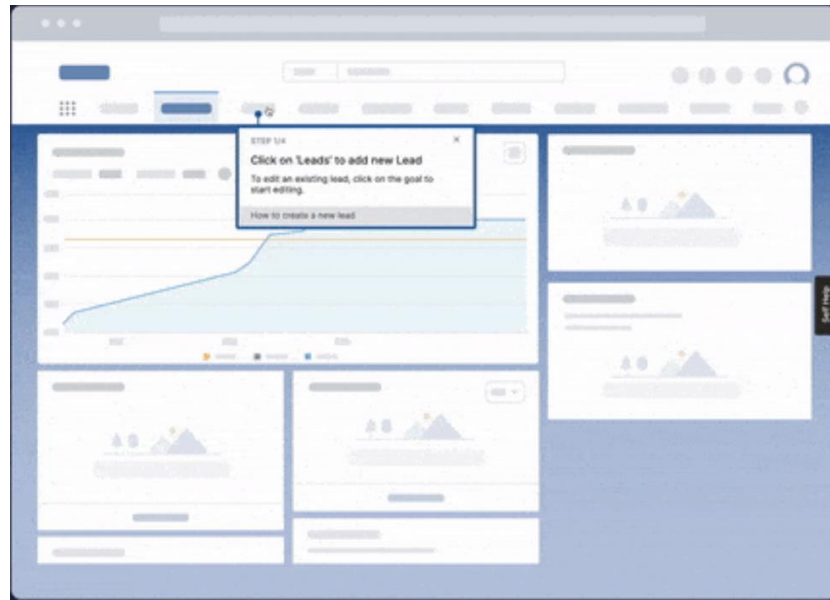 STEP 1/4
Click on 'Leads' to add new Lead
To edit an existing lead, click on the goal to
start editing.
How to create a new lead
Self Help